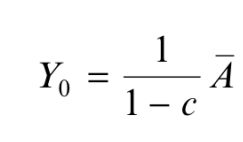 Y₀ = 1 / (1 − c) A̅